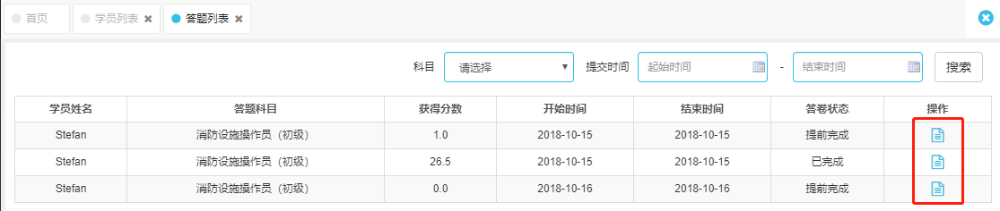 首页 学员列表 ✖ 答题列表 ✖
科目 请选择 提交时间 起始时间 - 结束时间 搜索
学员姓名 答题科目 获得分数 开始时间 结束时间 答卷状态 操作
Stefan 消防设施操作员（初级） 1.0 2018-10-15 2018-10-15 提前完成
Stefan 消防设施操作员（初级） 26.5 2018-10-15 2018-10-15 已完成
Stefan 消防设施操作员（初级） 0.0 2018-10-16 2018-10-16 提前完成